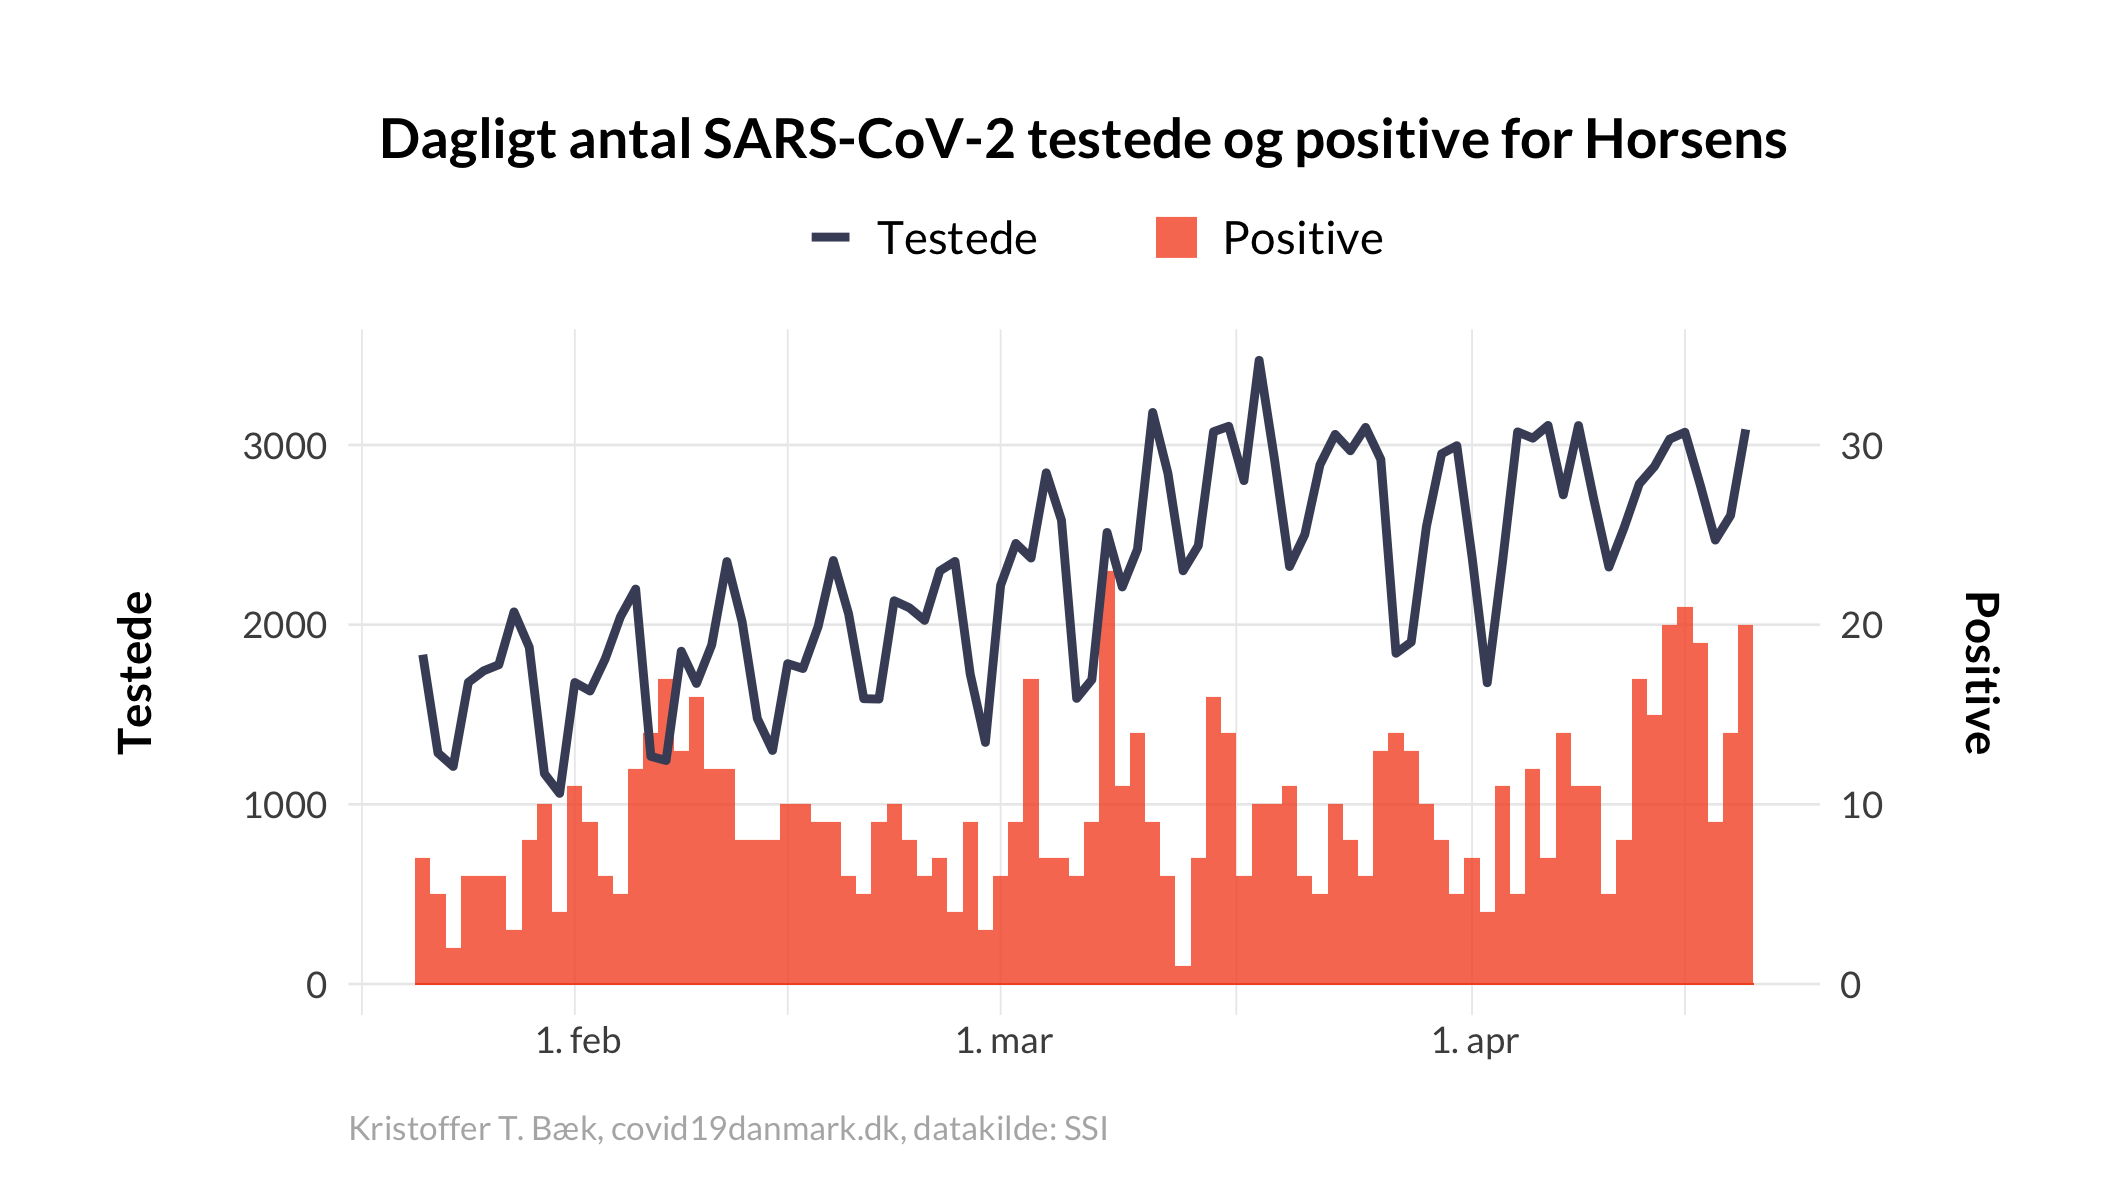 Dagligt antal SARS-CoV-2 testede og positive for Horsens
Testede Positive
3000 30
2000 20
Testede
Positive
1000 10
0 0
1. feb 1. mar 1. apr
Kristoffer T. Bæk, covid19danmark.dk, datakilde: SSI